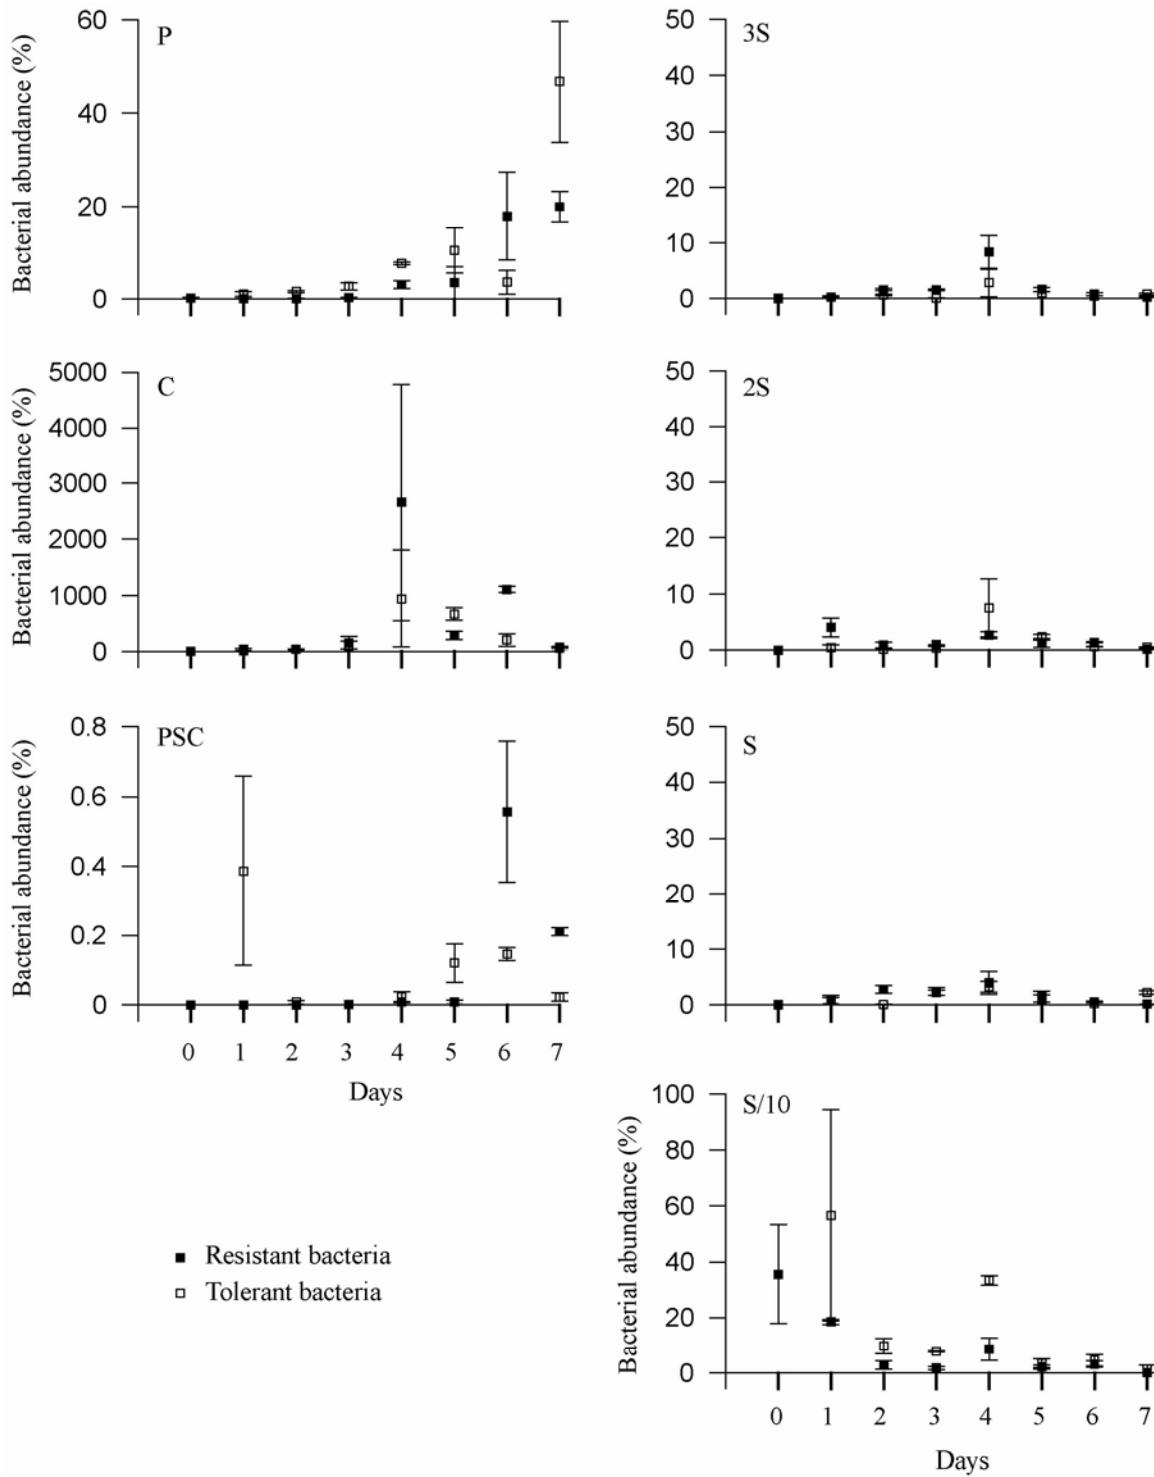 P
Bacterial abundance (%)
60
40
20
0
3S
50
40
30
20
10
0
C
Bacterial abundance (%)
5000
4000
3000
2000
1000
0
2S
50
40
30
20
10
0
PSC
Bacterial abundance (%)
0.8
0.6
0.4
0.2
0
0 1 2 3 4 5 6 7
Days
S
50
40
30
20
10
0
S/10
Bacterial abundance (%)
100
80
60
40
20
0
0 1 2 3 4 5 6 7
Days
Resistant bacteria
Tolerant bacteria